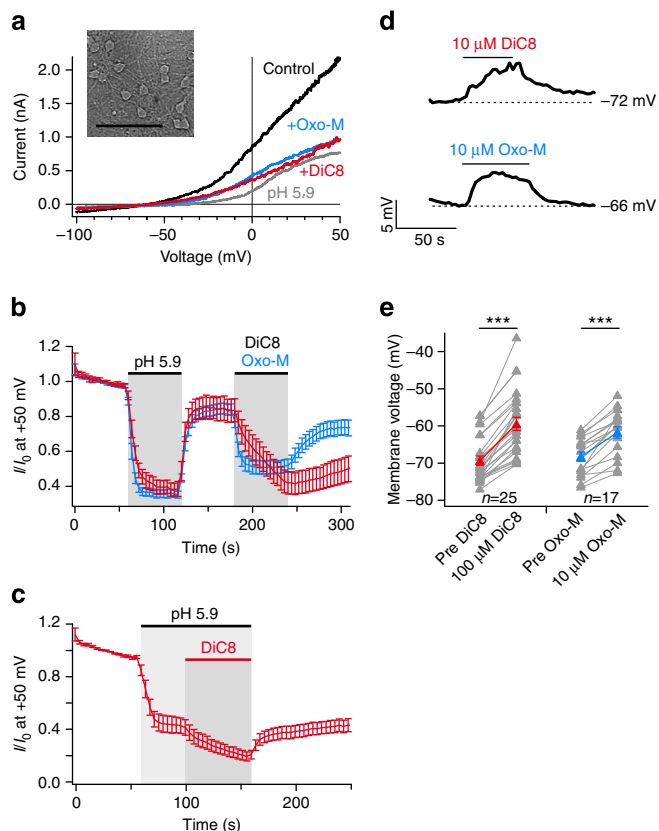 a
Control
+Oxo-M
+DiC8
pH 5.9
Current (nA)
2.0
1.5
1.0
0.5
0.0
–100
–50
0
50
Voltage (mV)
b
pH 5.9
DiC8
Oxo-M
I/I0 at +50 mV
1.2
1.0
0.8
0.6
0.4
0
100
200
300
Time (s)
c
pH 5.9
DiC8
I/I0 at +50 mV
1.2
0.8
0.4
0.0
0
100
200
Time (s)
d
10 µM DiC8
–72 mV
10 µM Oxo-M
–66 mV
5 mV
50 s
e
*** ***
Membrane voltage (mV)
–40
–50
–60
–70
–80
n=25 n=17
Pre DiC8
100 µM DiC8
Pre Oxo-M
10 µM Oxo-M